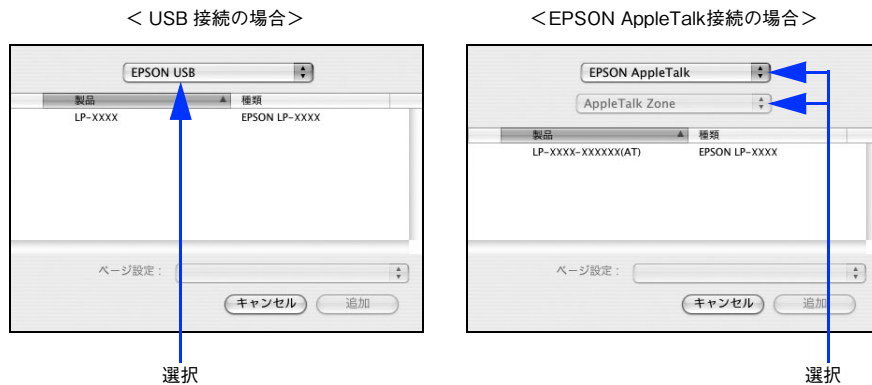 ＜ USB 接続の場合＞
EPSON USB
製品 種類
LP-XXXX EPSON LP-XXXX
ページ設定：
キャンセル 追加
選択
＜EPSON AppleTalk接続の場合＞
EPSON AppleTalk
AppleTalk Zone
製品 種類
LP-XXXX-XXXXXX(AT) EPSON LP-XXXX
ページ設定：
キャンセル 追加
選択